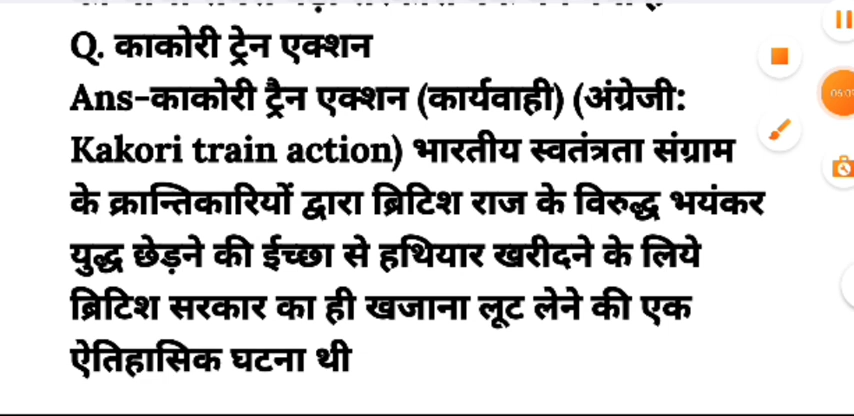 Q. काकोरी ट्रेन एक्शन
Ans-काकोरी ट्रैन एक्शन (कार्यवाही) (अंग्रेजी:
Kakori train action) भारतीय स्वतंत्रता संग्राम
के क्रान्तिकारियों द्वारा ब्रिटिश राज के विरुद्ध भयंकर
युद्ध छेड़ने की ईच्छा से हथियार खरीदने के लिये
ब्रिटिश सरकार का ही खजाना लूट लेने की एक
ऐतिहासिक घटना थी